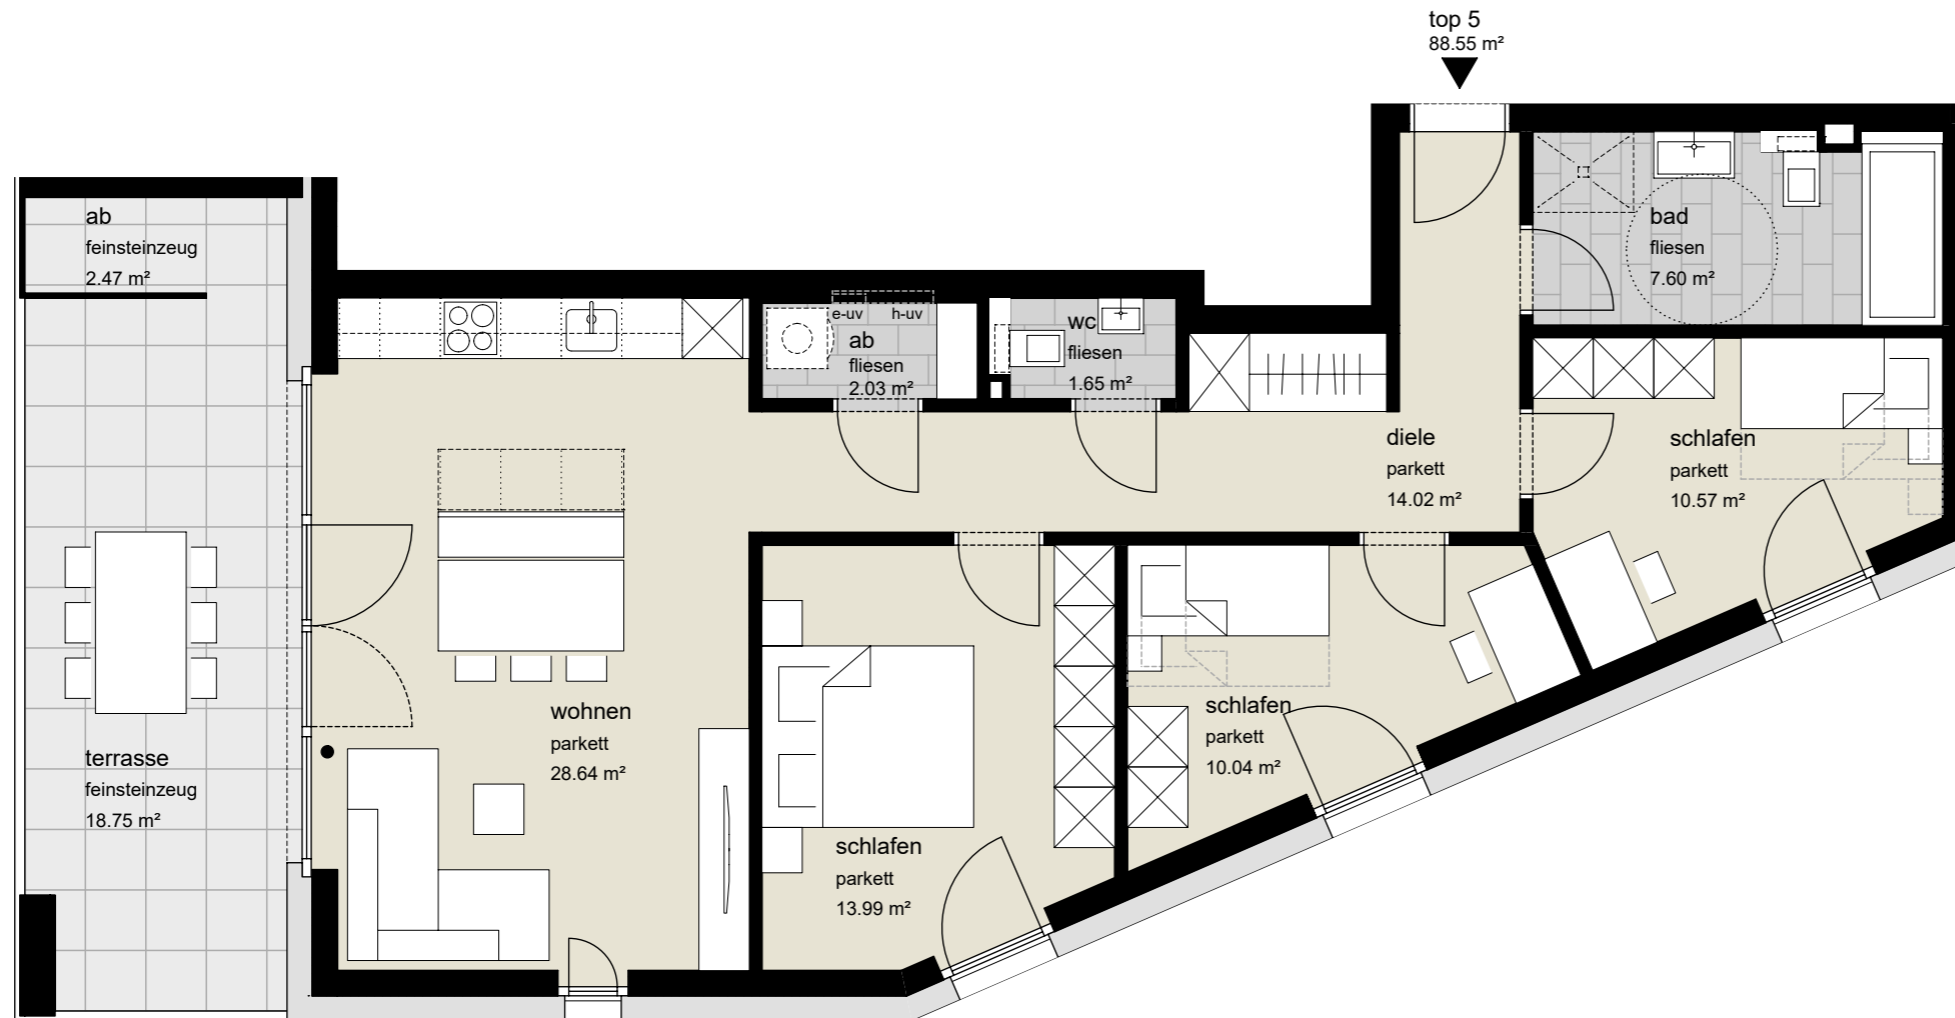 top 5
88.55 m²
ab
feinsteinzeug
2.47 m²
bad
fliesen
7.60 m²
e-uv
h-uv
ab
fliesen
2.03 m²
wc
fliesen
1.65 m²
diele
parkett
14.02 m²
schlafen
parkett
10.57 m²
wohnen
parkett
28.64 m²
schlafen
parkett
10.04 m²
terrasse
feinsteinzeug
18.75 m²
schlafen
parkett
13.99 m²